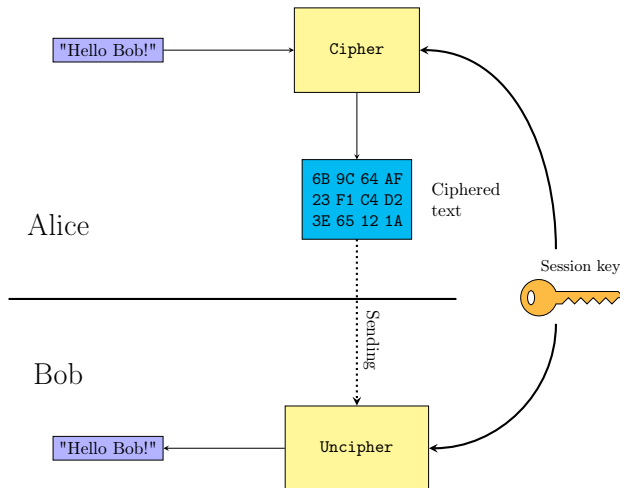 "Hello Bob!"
Cipher
6B 9C 64 AF
23 F1 C4 D2
3E 65 12 1A
Ciphered
text
Alice
Session key
Sending
Bob
"Hello Bob!"
Uncipher